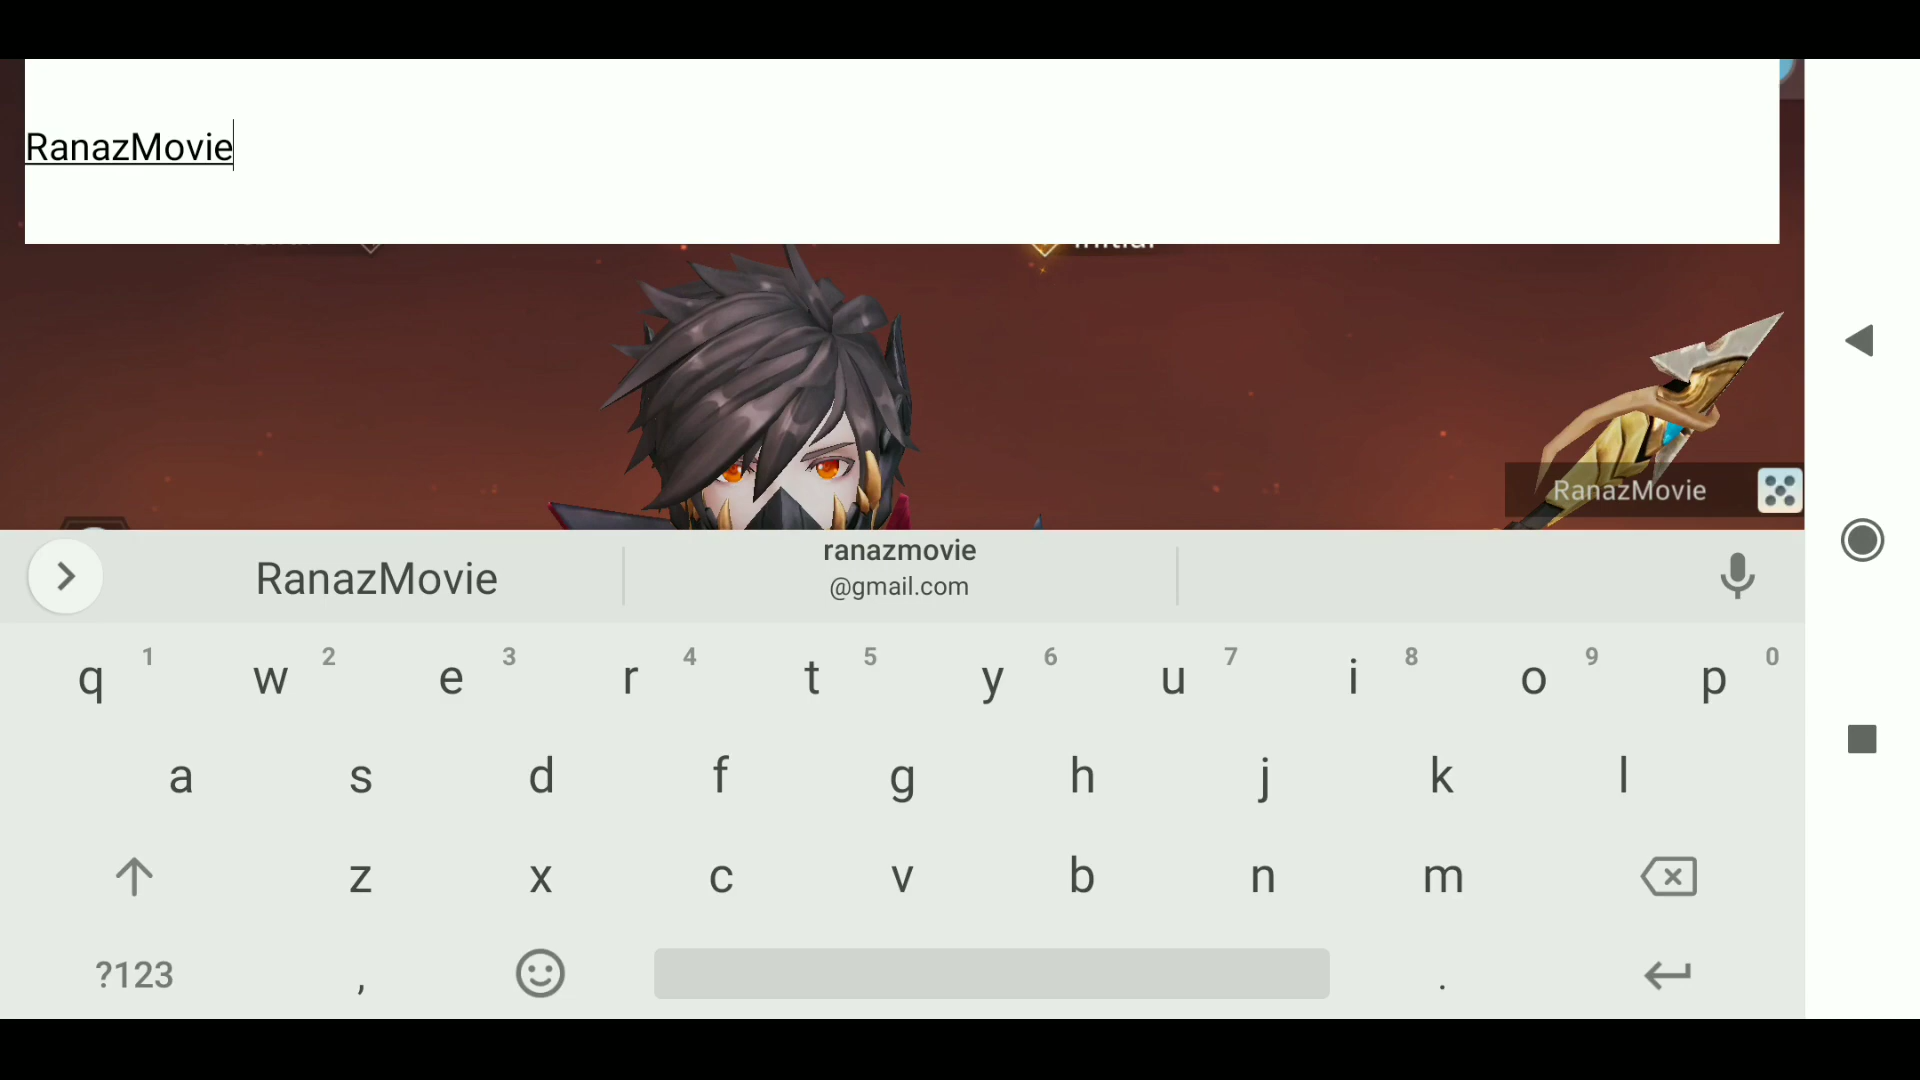 RanazMovie
RanazMovie
RanazMovie
ranazmovie
@gmail.com
q 1 w 2 e 3 r 4 t 5 y 6 u 7 i 8 o 9 p 0
a s d f g h j k l
z x c v b n m
?123 , .